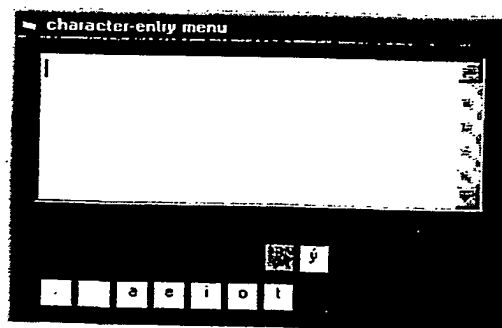 character-entry menu
ý
. a e i o t